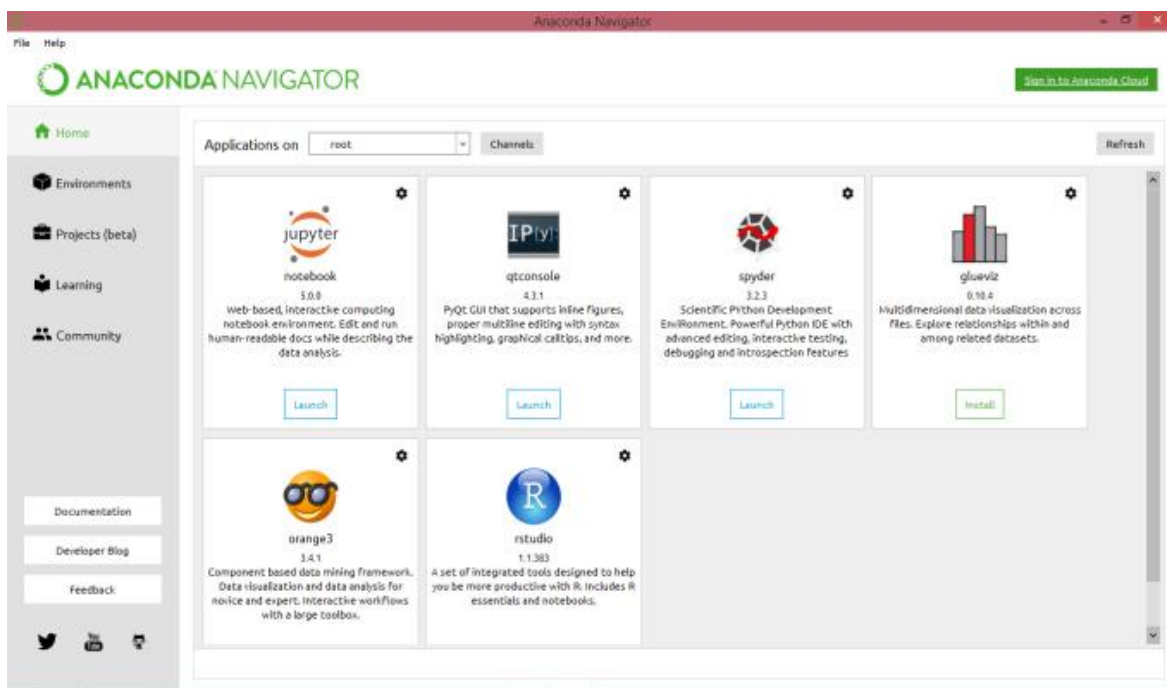 Anaconda Navigator
File Help
ANACONDA NAVIGATOR
Sign in to Anaconda Cloud
Home
Applications on root Channels Refresh
Environments
Projects (beta)
Learning
Community
jupyter
notebook
5.0.0
Web-based, interactive computing
notebook environment. Edit and run
human-readable docs while describing the
data analysis.
Launch
IP[y]:
qtconsole
4.3.1
PyQt GUI that supports inline figures,
proper multiline editing with syntax
highlighting, graphical calltips, and more.
Launch
spyder
3.2.3
Scientific PYthon Development
EnviRonment. Powerful Python IDE with
advanced editing, interactive testing,
debugging and introspection features
Launch
glueviz
0.10.4
Multidimensional data visualization across
files. Explore relationships within and
among related datasets.
Install
orange3
3.4.1
Component based data mining framework.
Data visualization and data analysis for
novice and expert. Interactive workflows
with a large toolbox.
R
rstudio
1.1.383
A set of integrated tools designed to help
you be more productive with R. Includes R
essentials and notebooks.
Documentation
Developer Blog
Feedback
You
Tube